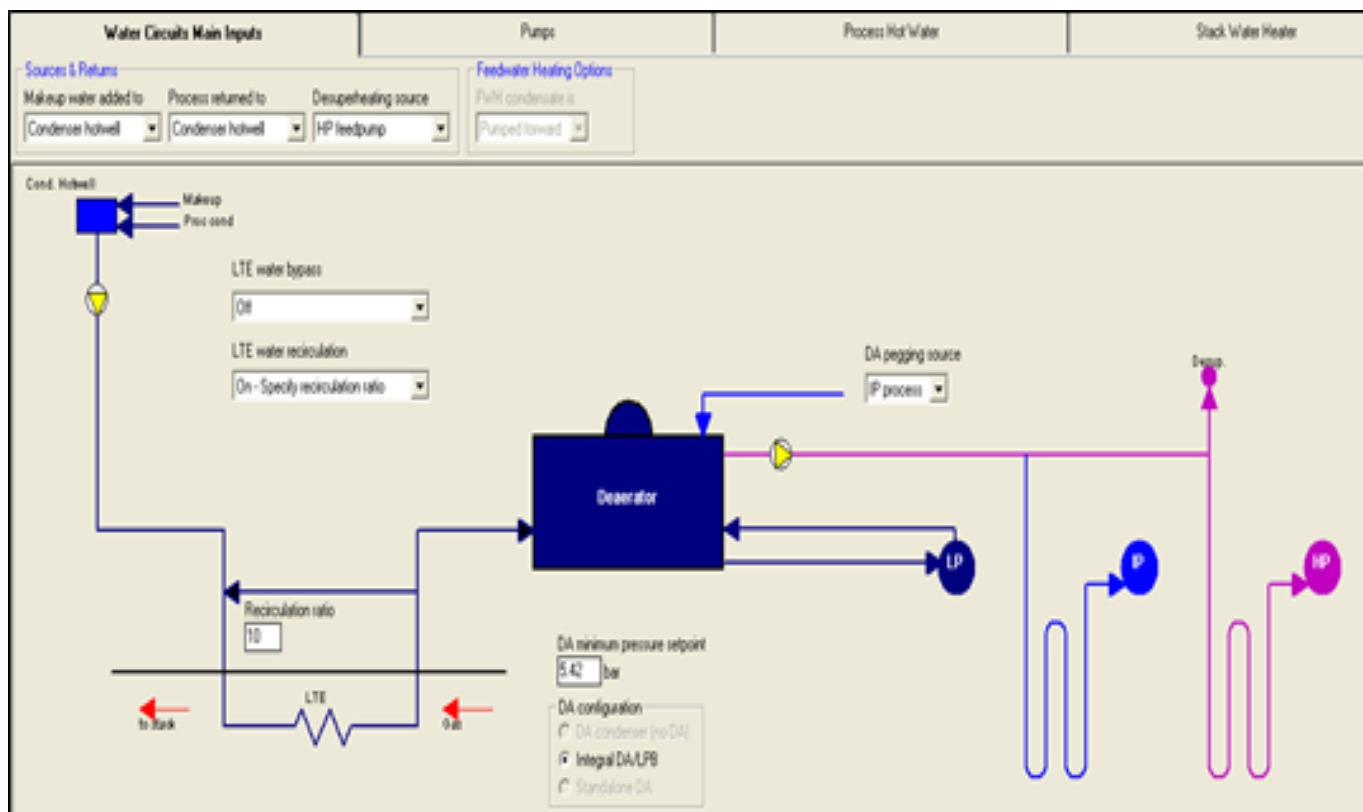 Water Circuits Main Inputs
Pumps
Process Hot Water
Stack Water Heater
Sources & Returns
Feedwater Heating Options
Makeup water added to
Process returned to
Desuperheating source
FWH condensate is
Condenser hotwell
Condenser hotwell
HP feedpump
Pumped forward
Cond. Hotwell
Makeup
Proc cond
LTE water bypass
Off
LTE water recirculation
On - Specify recirculation ratio
DA pegging source
IP process
Desup.
Deaerator
LP
IP
HP
Recirculation ratio
10
DA minimum pressure setpoint
5.42 bar
LTE
to stack
Gas
DA configuration
DA condenser (no DA)
Integral DA/LPB
Standalone DA